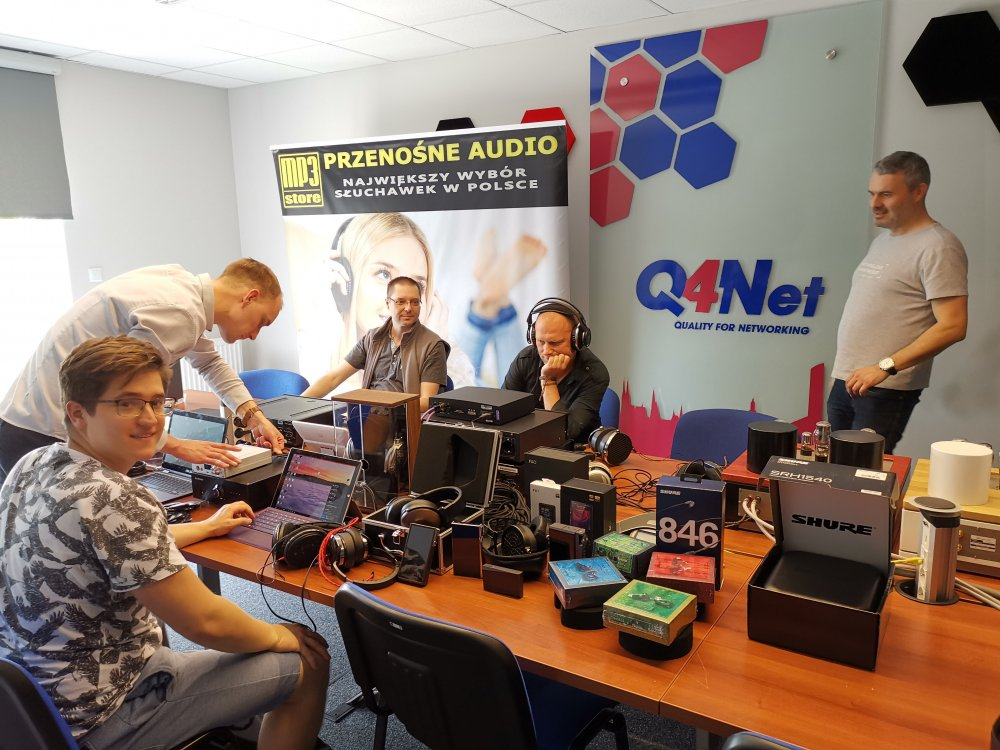 mp3
store
PRZENOŚNE AUDIO
NAJWIĘKSZY WYBÓR
SŁUCHAWEK W POLSCE
Q4Net
QUALITY FOR NETWORKING
SRH1540
SHURE
SHURE
846